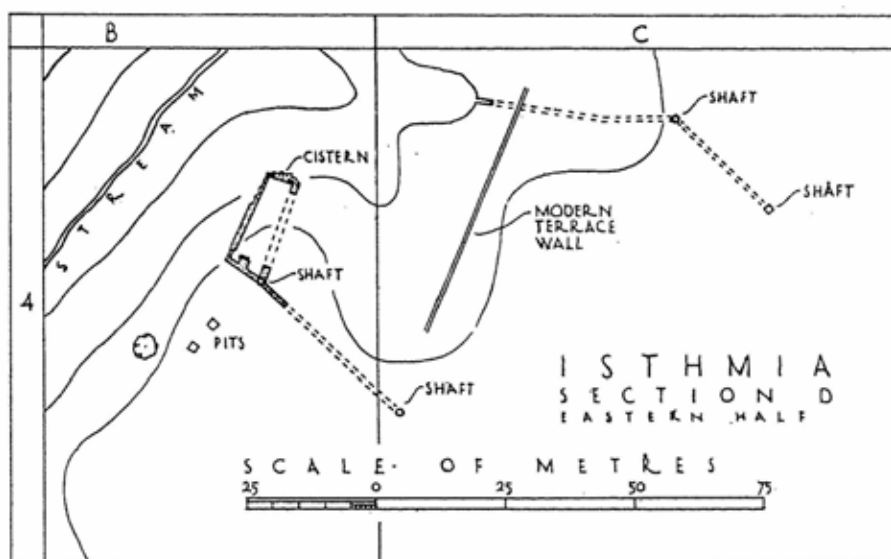 B C
SHAFT
CISTERN
STREAM
SHAFT
MODERN
TERRACE
WALL
SHAFT
4
PITS
ISTHMIA
SECTION D
EASTERN HALF
SHAFT
SCALE OF METRES
25 0 25 50 75